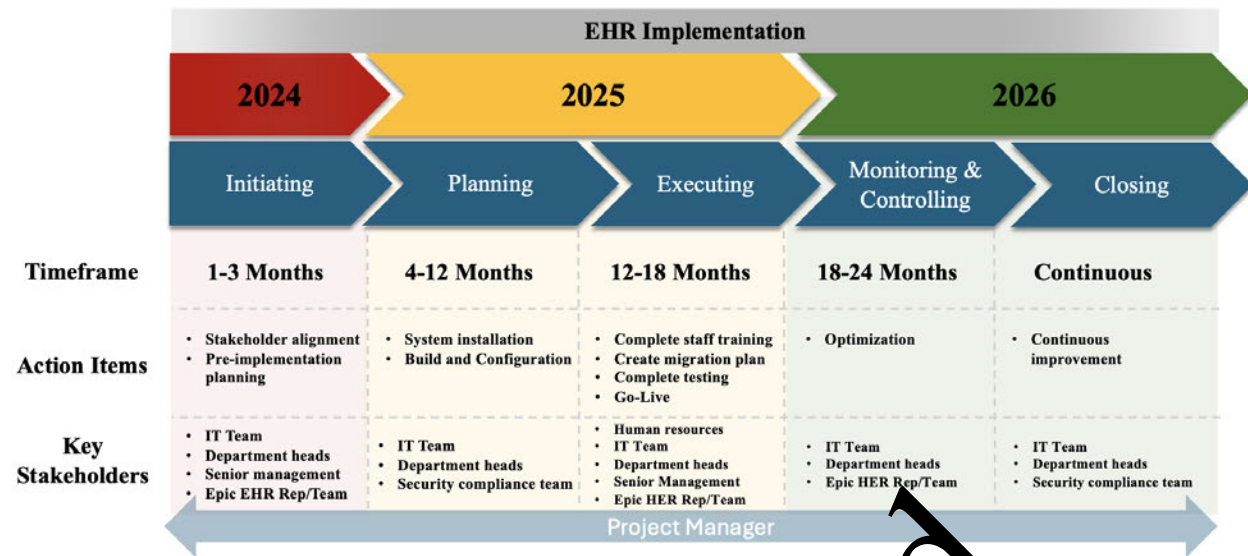 EHR Implementation
2024
2025
2026
Initiating
Planning
Executing
Monitoring &
Controlling
Closing
Timeframe
1-3 Months
4-12 Months
12-18 Months
18-24 Months
Continuous
Action Items
• Stakeholder alignment
• Pre-implementation
planning
• System installation
• Build and Configuration
• Complete staff training
• Create migration plan
• Complete testing
• Go-Live
• Optimization
• Continuous
improvement
Key
Stakeholders
• IT Team
• Department heads
• Senior management
• Epic EHR Rep/Team
• IT Team
• Department heads
• Security compliance team
• Human resources
• IT Team
• Department heads
• Senior Management
• Epic HER Rep/Team
• IT Team
• Department heads
• Epic HER Rep/Team
• IT Team
• Department heads
• Security compliance team
Project Manager